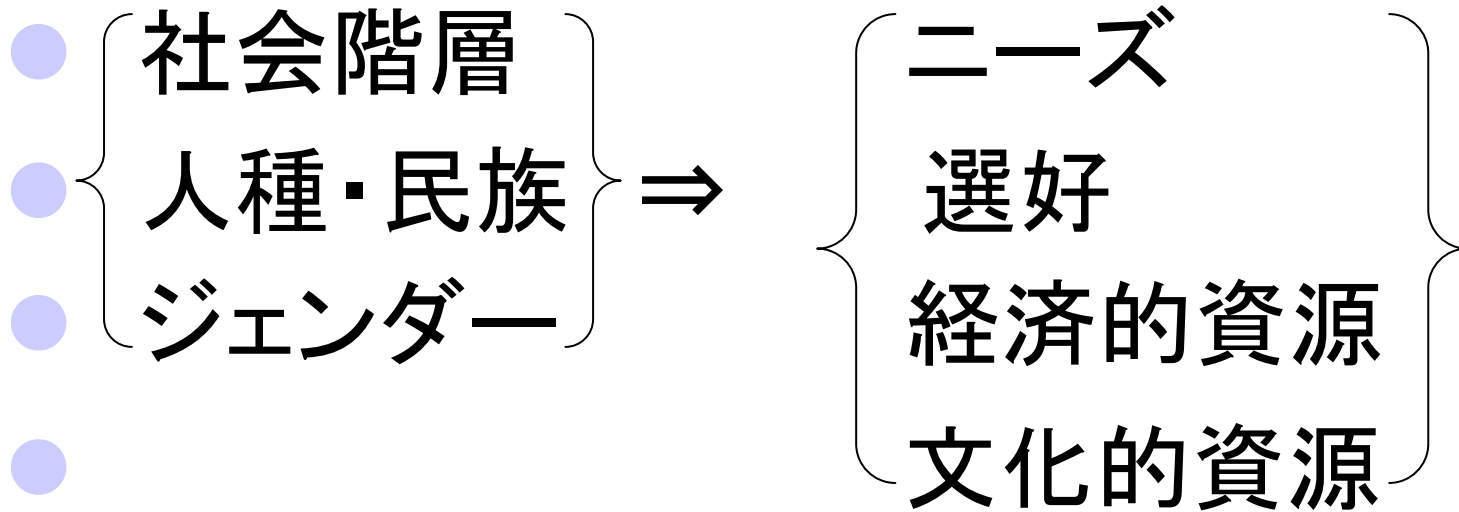 社会階層 ニーズ
人種・民族 ⇒ 選好
ジェンダー 経済的資源
文化的資源